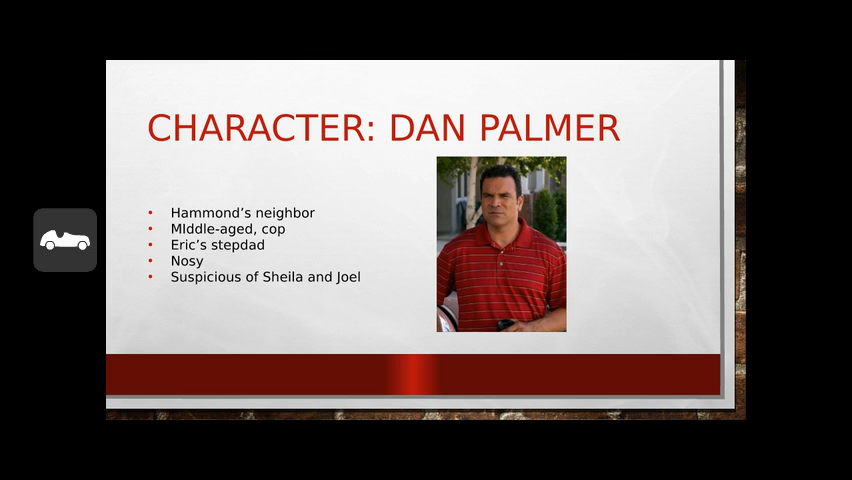 CHARACTER: DAN PALMER
• Hammond’s neighbor
• MIddle-aged, cop
• Eric’s stepdad
• Nosy
• Suspicious of Sheila and Joel